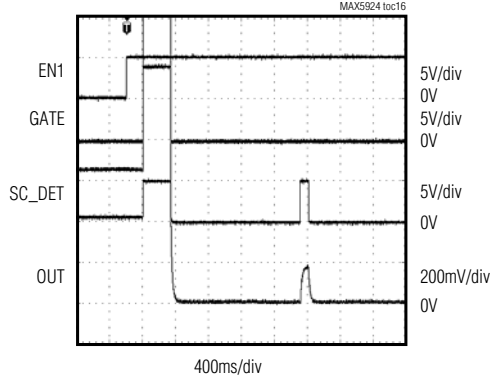 MAX5924 toc16
EN1
5V/div
0V
GATE
5V/div
0V
SC_DET
5V/div
0V
OUT
200mV/div
0V
400ms/div